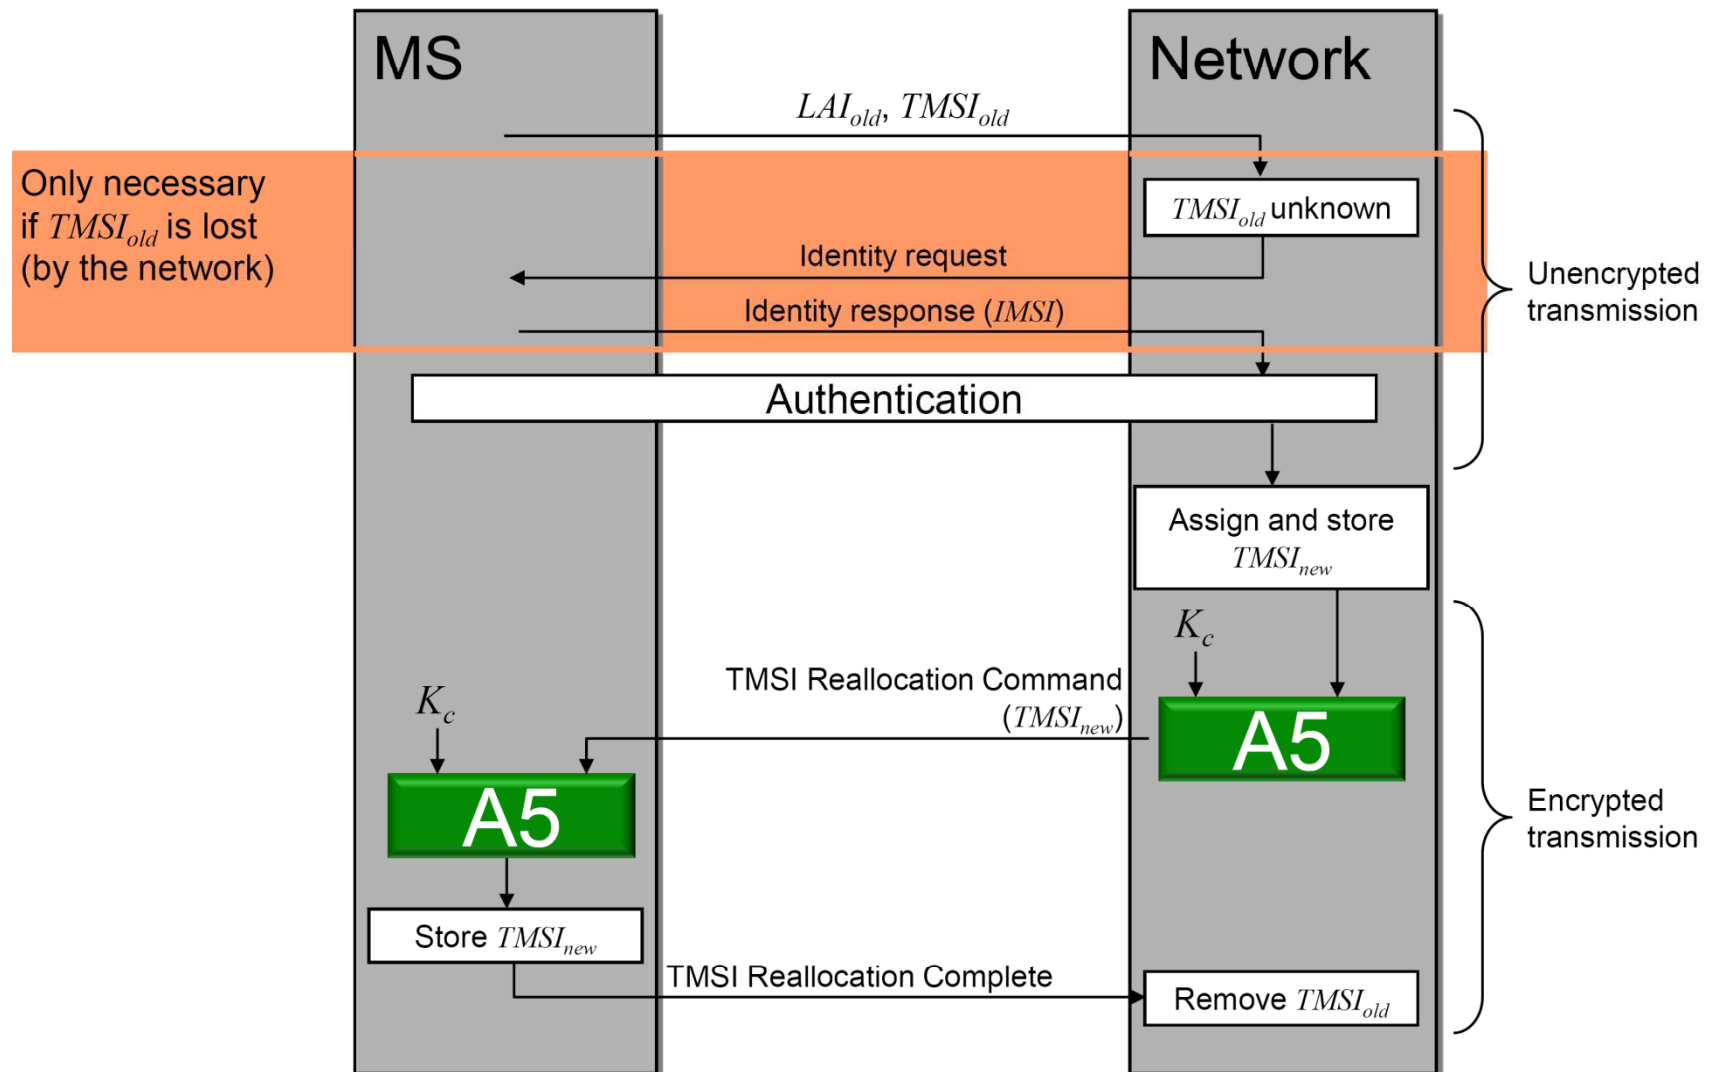 MS
Network
LAI_old, TMSI_old
Only necessary
if TMSI_old is lost
(by the network)
TMSI_old unknown
Identity request
Identity response (IMSI)
Unencrypted
transmission
Authentication
Assign and store
TMSI_new
K_c
TMSI Reallocation Command
(TMSI_new)
K_c
A5
A5
Encrypted
transmission
Store TMSI_new
TMSI Reallocation Complete
Remove TMSI_old